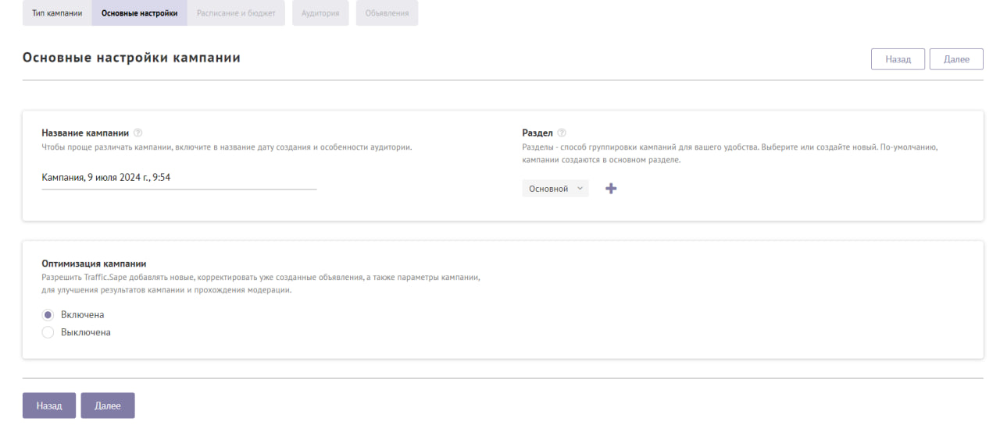 Тип кампании Основные настройки Расписание и бюджет Аудитория Объявления
Основные настройки кампании
Назад Далее
Название кампании ?
Чтобы проще различать кампании, включите в название дату создания и особенности аудитории.
Кампания, 9 июля 2024 г., 9:54
Раздел ?
Разделы - способ группировки кампаний для вашего удобства. Выберите или создайте новый. По-умолчанию,
кампании создаются в основном разделе.
Основной
Оптимизация кампании
Разрешить Traffic.Sape добавлять новые, корректировать уже созданные объявления, а также параметры кампании,
для улучшения результатов кампании и прохождения модерации.
Включена
Выключена
Назад Далее